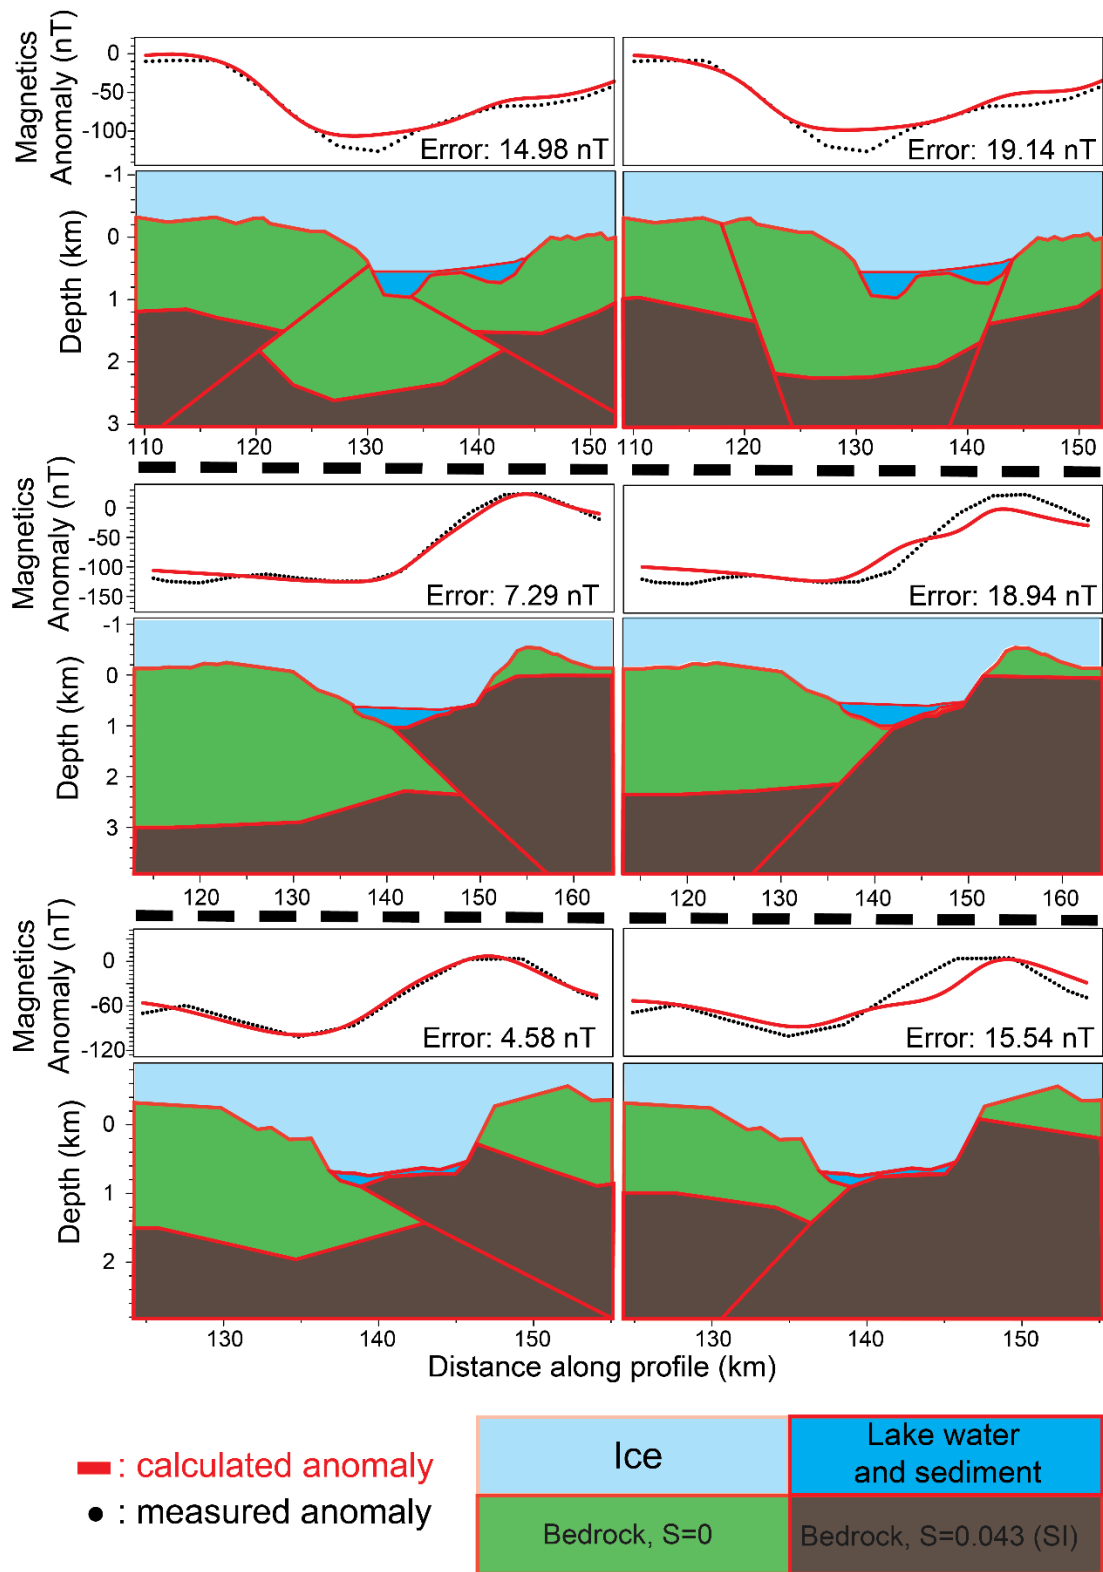 Magnetics
Anomaly (nT)
0
-50
-100
Error: 14.98 nT
Error: 19.14 nT
Depth (km)
-1
0
1
2
3
110 120 130 140 150
110 120 130 140 150
Magnetics
Anomaly (nT)
0
-50
-100
-150
Error: 7.29 nT
Error: 18.94 nT
Depth (km)
-1
0
1
2
3
120 130 140 150 160
120 130 140 150 160
Magnetics
Anomaly (nT)
0
-60
-120
Error: 4.58 nT
Error: 15.54 nT
Depth (km)
0
1
2
130 140 150
130 140 150
Distance along profile (km)
: calculated anomaly
: measured anomaly
Ice
Lake water
and sediment
Bedrock, S=0
Bedrock, S=0.043 (SI)